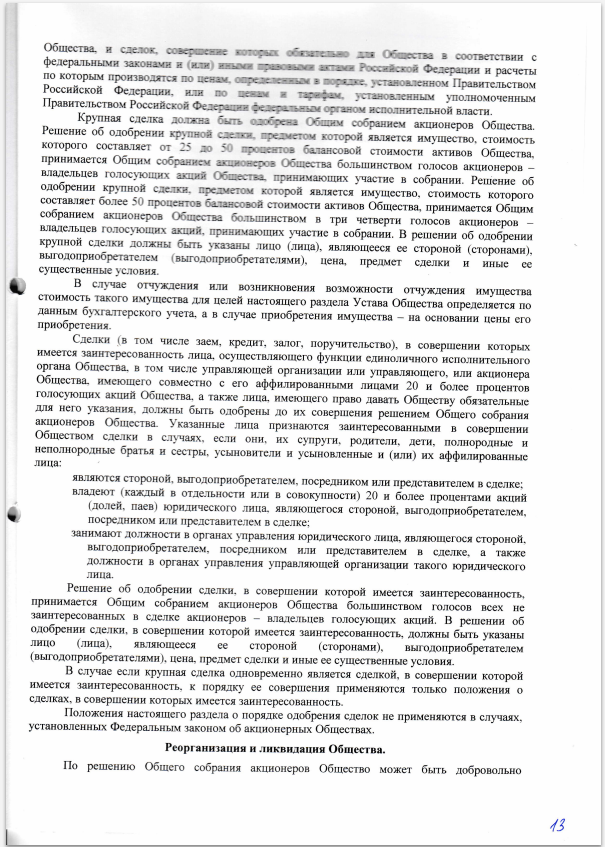 Общества, и сделок, совершение которых обязательно для Общества в соответствии с
федеральными законами и (или) иными правовыми актами Российской Федерации и расчеты
по которым производятся по ценам, определенным в порядке, установленном Правительством
Российской Федерации, или по ценам и тарифам, установленным уполномоченным
Правительством Российской Федерации федеральным органом исполнительной власти.
Крупная сделка должна быть одобрена Общим собранием акционеров Общества.
Решение об одобрении крупной сделки, предметом которой является имущество, стоимость
которого составляет от 25 до 50 процентов балансовой стоимости активов Общества,
принимается Общим собранием акционеров Общества большинством голосов акционеров –
владельцев голосующих акций Общества, принимающих участие в собрании. Решение об
одобрении крупной сделки, предметом которой является имущество, стоимость которого
составляет более 50 процентов балансовой стоимости активов Общества, принимается Общим
собранием акционеров Общества большинством в три четверти голосов акционеров –
владельцев голосующих акций, принимающих участие в собрании. В решении об одобрении
крупной сделки должны быть указаны лицо (лица), являющееся ее стороной (сторонами),
выгодоприобретателем (выгодоприобретателями), цена, предмет сделки и иные ее
существенные условия.
В случае отчуждения или возникновения возможности отчуждения имущества
стоимость такого имущества для целей настоящего раздела Устава Общества определяется по
данным бухгалтерского учета, а в случае приобретения имущества – на основании цены его
приобретения.
Сделки (в том числе заем, кредит, залог, поручительство), в совершении которых
имеется заинтересованность лица, осуществляющего функции единоличного исполнительного
органа Общества, в том числе управляющей организации или управляющего, или акционера
Общества, имеющего совместно с его аффилированными лицами 20 и более процентов
голосующих акций Общества, а также лица, имеющего право давать Обществу обязательные
для него указания, должны быть одобрены до их совершения решением Общего собрания
акционеров Общества. Указанные лица признаются заинтересованными в совершении
Обществом сделки в случаях, если они, их супруги, родители, дети, полнородные и
неполнородные братья и сестры, усыновители и усыновленные и (или) их аффилированные
лица:
являются стороной, выгодоприобретателем, посредником или представителем в сделке;
владеют (каждый в отдельности или в совокупности) 20 и более процентами акций
(долей, паев) юридического лица, являющегося стороной, выгодоприобретателем,
посредником или представителем в сделке;
занимают должности в органах управления юридического лица, являющегося стороной,
выгодоприобретателем, посредником или представителем в сделке, а также
должности в органах управления управляющей организации такого юридического
лица.
Решение об одобрении сделки, в совершении которой имеется заинтересованность,
принимается Общим собранием акционеров Общества большинством голосов всех не
заинтересованных в сделке акционеров – владельцев голосующих акций. В решении об
одобрении сделки, в совершении которой имеется заинтересованность, должны быть указаны
лицо (лица), являющееся ее стороной (сторонами), выгодоприобретателем
(выгодоприобретателями), цена, предмет сделки и иные ее существенные условия.
В случае если крупная сделка одновременно является сделкой, в совершении которой
имеется заинтересованность, к порядку ее совершения применяются только положения о
сделках, в совершении которых имеется заинтересованность.
Положения настоящего раздела о порядке одобрения сделок не применяются в случаях,
установленных Федеральным законом об акционерных Обществах.
Реорганизация и ликвидация Общества.
По решению Общего собрания акционеров Общество может быть добровольно
13